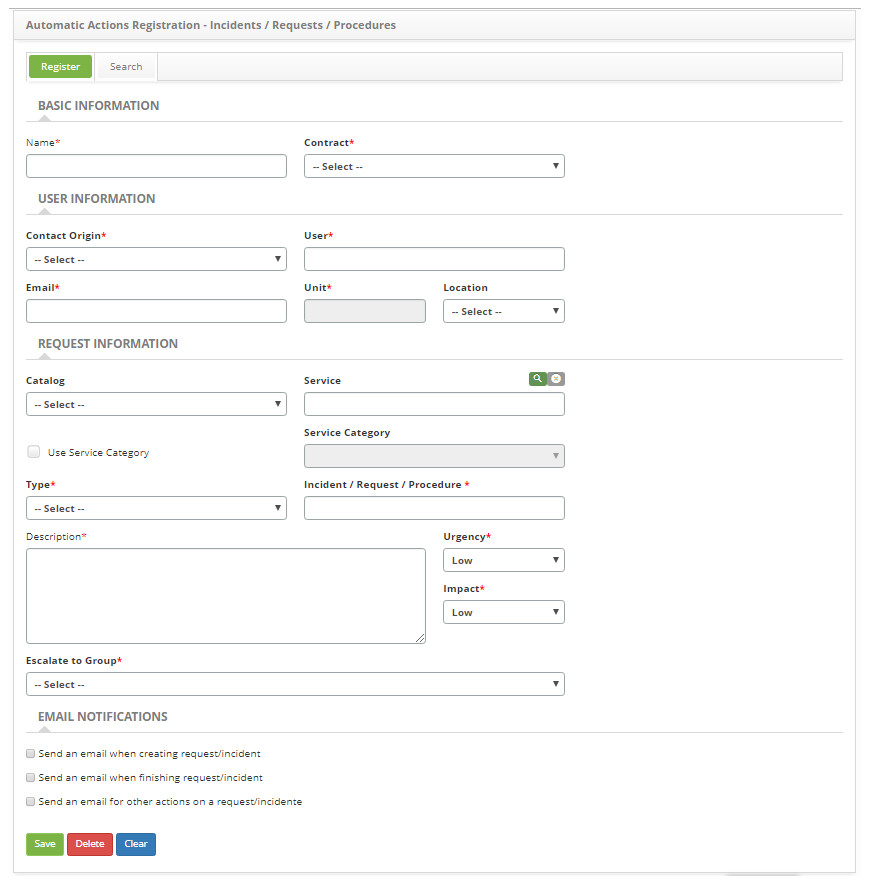 Automatic Actions Registration - Incidents / Requests / Procedures
Register Search
BASIC INFORMATION
Name* Contract*
-- Select --
USER INFORMATION
Contact Origin* User*
-- Select --
Email* Unit* Location
-- Select --
REQUEST INFORMATION
Catalog Service
-- Select --
Service Category
Use Service Category
Type* Incident / Request / Procedure *
-- Select --
Description* Urgency*
Low
Impact*
Low
Escalate to Group*
-- Select --
EMAIL NOTIFICATIONS
Send an email when creating request/incident
Send an email when finishing request/incident
Send an email for other actions on a request/incidente
Save Delete Clear